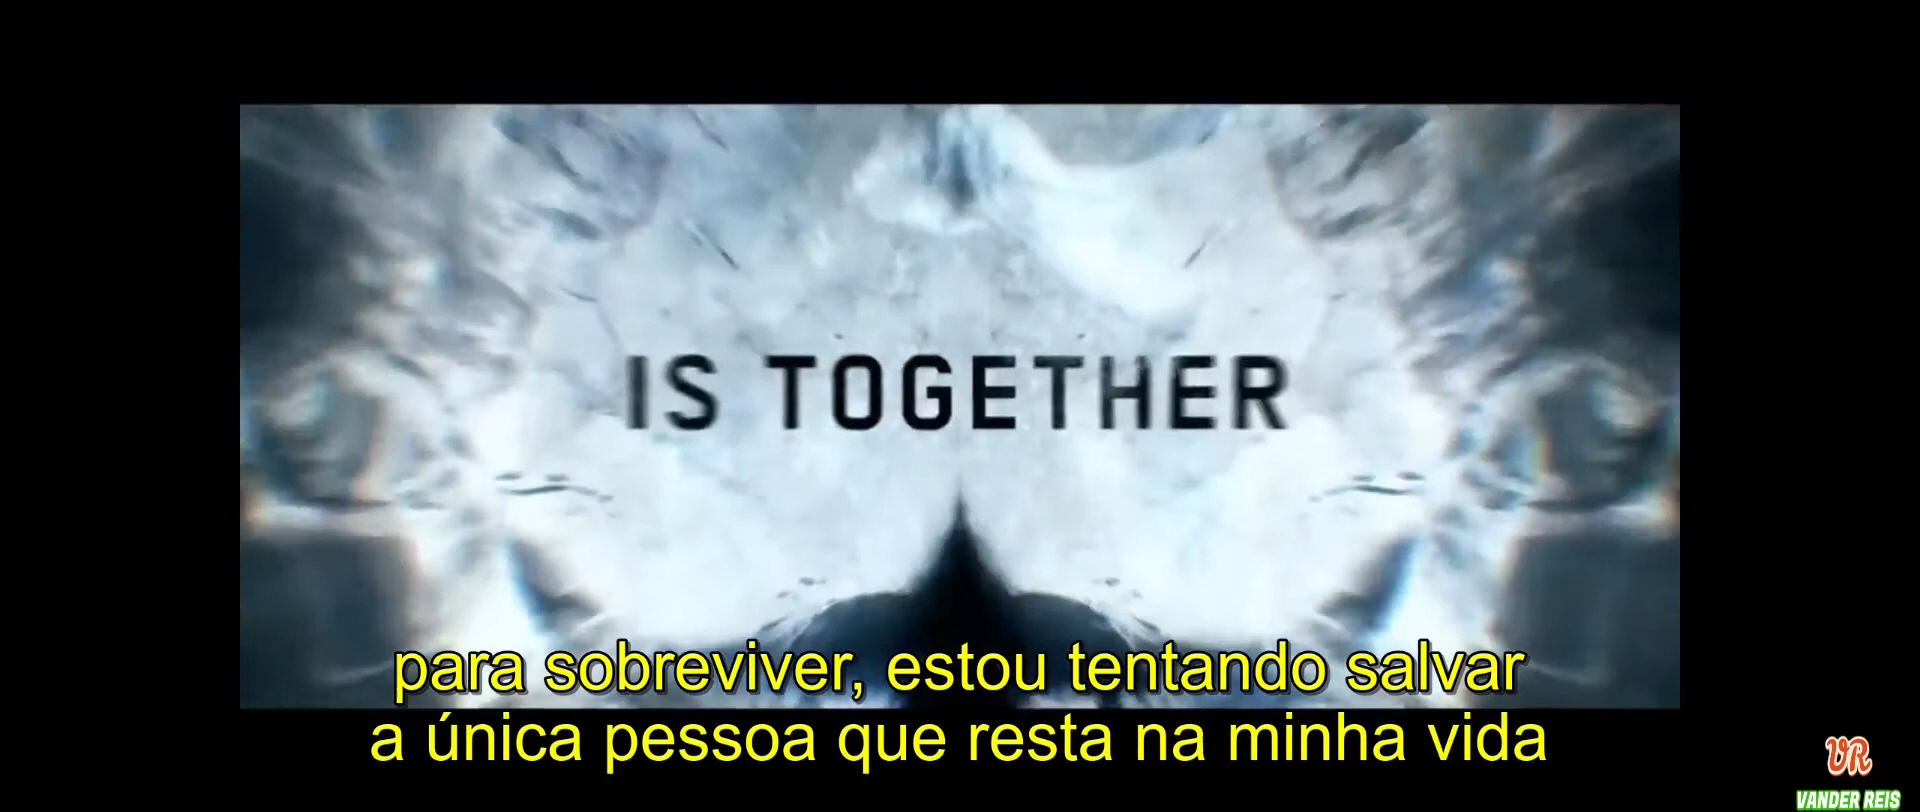 IS TOGETHER
para sobreviver, estou tentando salvar
a única pessoa que resta na minha vida
VR
VANDER REIS